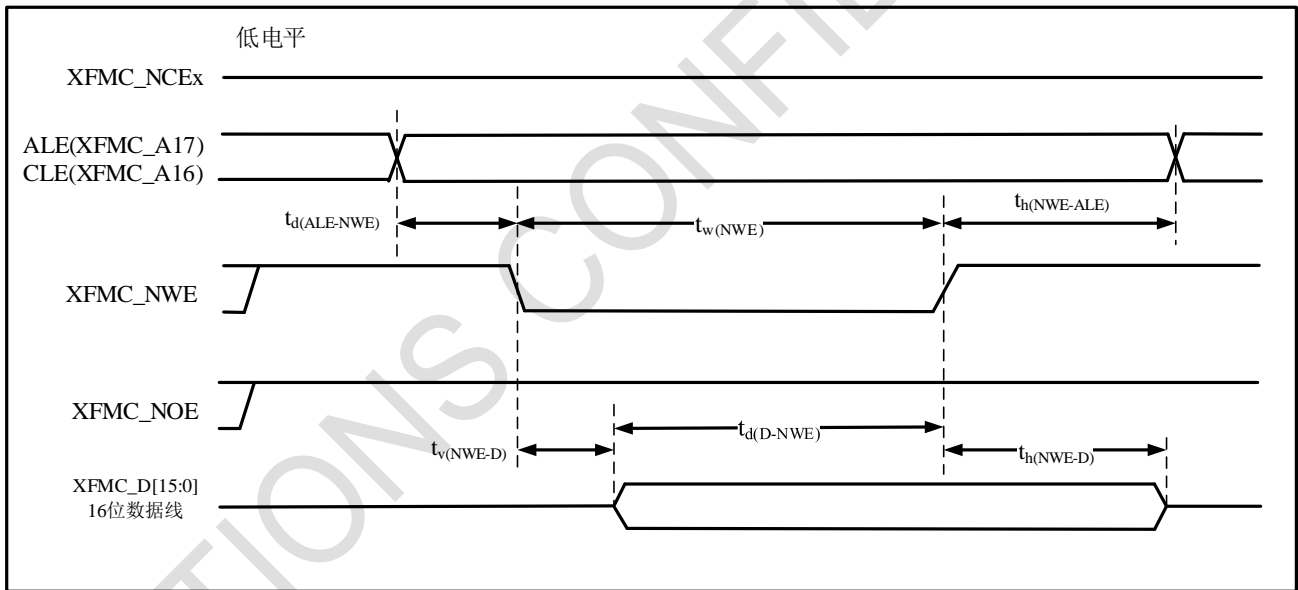 低电平
XFMC_NCEx
ALE(XFMC_A17)
CLE(XFMC_A16)
td(ALE-NWE)
tw(NWE)
th(NWE-ALE)
XFMC_NWE
XFMC_NOE
tv(NWE-D)
td(D-NWE)
th(NWE-D)
XFMC_D[15:0]
16位数据线